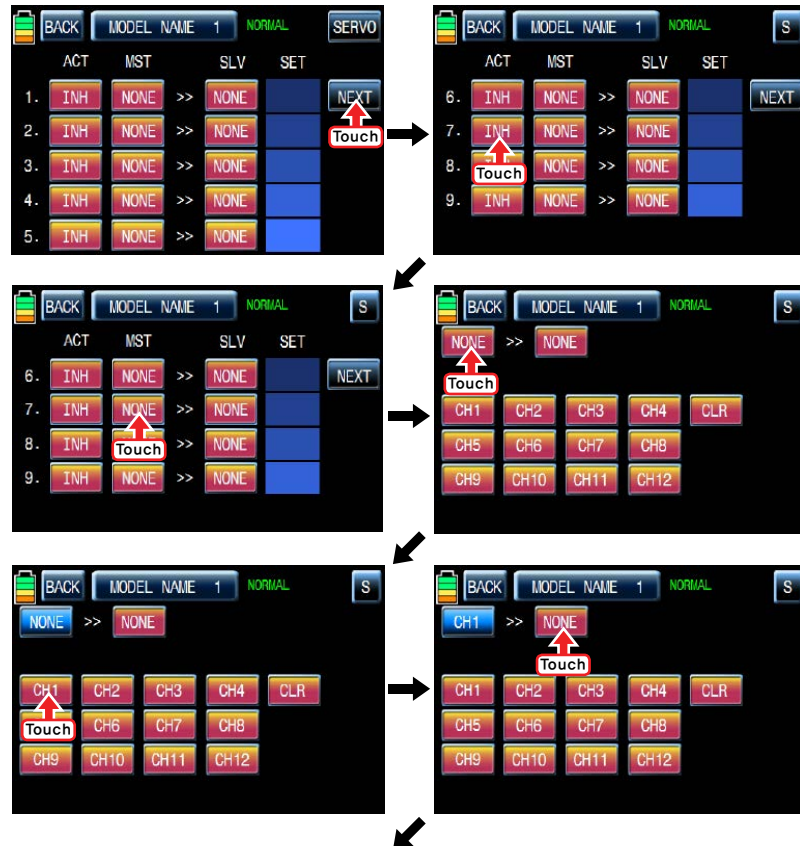 BACK MODEL NAME 1 NORMAL SERVO
ACT MST SLV SET
1. INH NONE >> NONE NEXT
2. INH NONE >> NONE Touch
3. INH NONE >> NONE
4. INH NONE >> NONE
5. INH NONE >> NONE
BACK MODEL NAME 1 NORMAL S
ACT MST SLV SET
6. INH NONE >> NONE NEXT
7. INH NONE >> NONE
8. Touch NONE >> NONE
9. INH NONE >> NONE
BACK MODEL NAME 1 NORMAL S
ACT MST SLV SET
6. INH NONE >> NONE NEXT
7. INH NONE >> NONE
8. INH Touch >> NONE
9. INH NONE >> NONE
BACK MODEL NAME 1 NORMAL S
NONE >> NONE
Touch
CH1 CH2 CH3 CH4 CLR
CH5 CH6 CH7 CH8
CH9 CH10 CH11 CH12
BACK MODEL NAME 1 NORMAL S
NONE >> NONE
CH1 CH2 CH3 CH4 CLR
Touch CH6 CH7 CH8
CH9 CH10 CH11 CH12
BACK MODEL NAME 1 NORMAL S
CH1 >> NONE
Touch
CH1 CH2 CH3 CH4 CLR
CH5 CH6 CH7 CH8
CH9 CH10 CH11 CH12